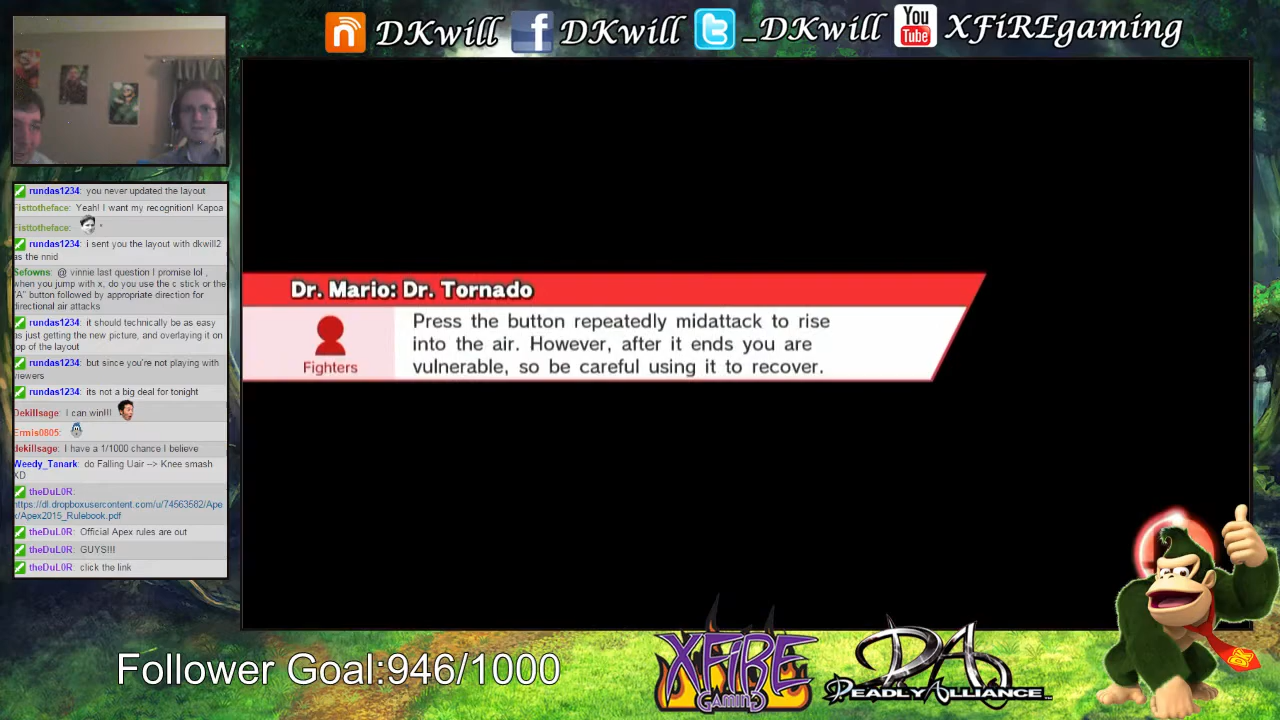 DKwill DKwill _DKwill You Tube XFiREgaming
rundas1234: you never updated the layout
Fisttotheface: Yeah! I want my recognition! Kapoa
Fisttotheface:
rundas1234: i sent you the layout with dkwill2
as the nnid
Sefowns: @ vinnie last question I promise lol ,
when you jump with x, do you use the c stick or the
"A" button followed by appropriate direction for
directional air attacks
rundas1234: it should technically be as easy
as just getting the new picture, and overlaying it on
top of the layout
rundas1234: but since you're not playing with
viewers
rundas1234: its not a big deal for tonight
Dekillsage: I can win!!!
Ermis0805:
dekillsage: I have a 1/1000 chance I believe
Weedy_Tanark: do Falling Uair --> Knee smash
XD
theDuL0R:
https://dl.dropboxusercontent.com/u/74563582/Ape
x/Apex2015_Rulebook.pdf
theDuL0R: Official Apex rules are out
theDuL0R: GUYS!!!
theDuL0R: click the link
Dr. Mario: Dr. Tornado
Fighters
Press the button repeatedly midattack to rise
into the air. However, after it ends you are
vulnerable, so be careful using it to recover.
Follower Goal:946/1000
XFiRE
GAMING
DA
DEADLYALLIANCE
DK